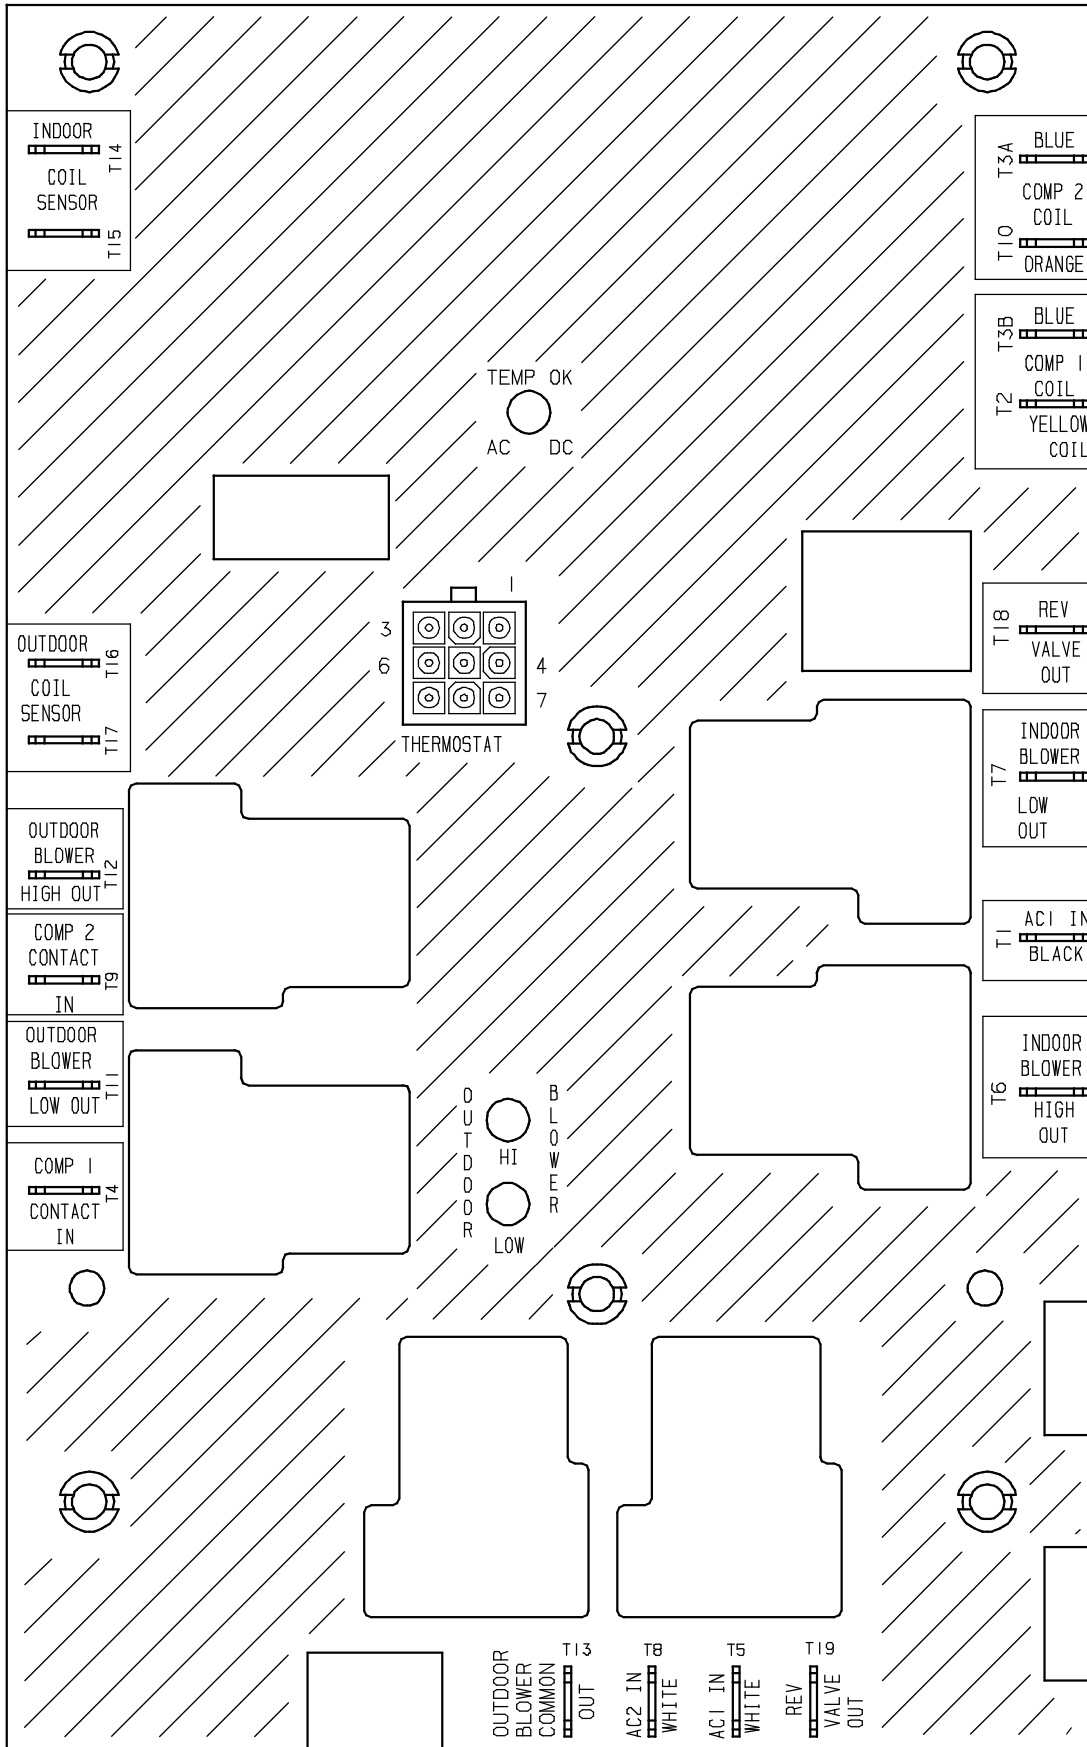 INDOOR
T14
COIL
SENSOR
T15
T3A
BLUE
COMP 2
COIL
T10
ORANGE
T3B
BLUE
COMP 1
COIL
T2
YELLOW
COIL
TEMP OK
AC DC
1
3
6
4
7
THERMOSTAT
OUTDOOR
T16
COIL
SENSOR
T17
T18
REV
VALVE
OUT
INDOOR
BLOWER
T7
LOW
OUT
OUTDOOR
BLOWER
T12
HIGH OUT
COMP 2
CONTACT
T9
IN
T1
AC1 IN
BLACK
OUTDOOR
BLOWER
T11
LOW OUT
INDOOR
BLOWER
T6
HIGH
OUT
COMP 1
T4
CONTACT
IN
OUTDOOR
BLOWER
HI
LOW
OUTDOOR
BLOWER
COMMON
T13
OUT
T8
AC2 IN
WHITE
T5
AC1 IN
WHITE
T19
REV
VALVE
OUT